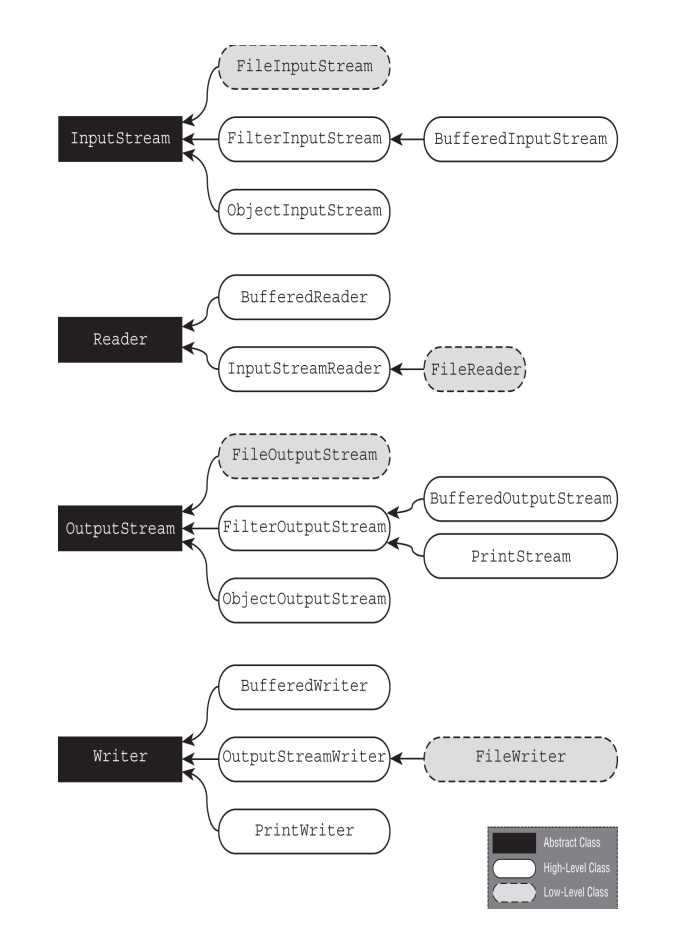 FileInputStream
InputStream
FilterInputStream
BufferedInputStream
ObjectInputStream
BufferedReader
Reader
InputStreamReader
FileReader
FileOutputStream
BufferedOutputStream
OutputStream
FilterOutputStream
PrintStream
ObjectOutputStream
BufferedWriter
Writer
OutputStreamWriter
FileWriter
PrintWriter
Abstract Class
High-Level Class
Low-Level Class